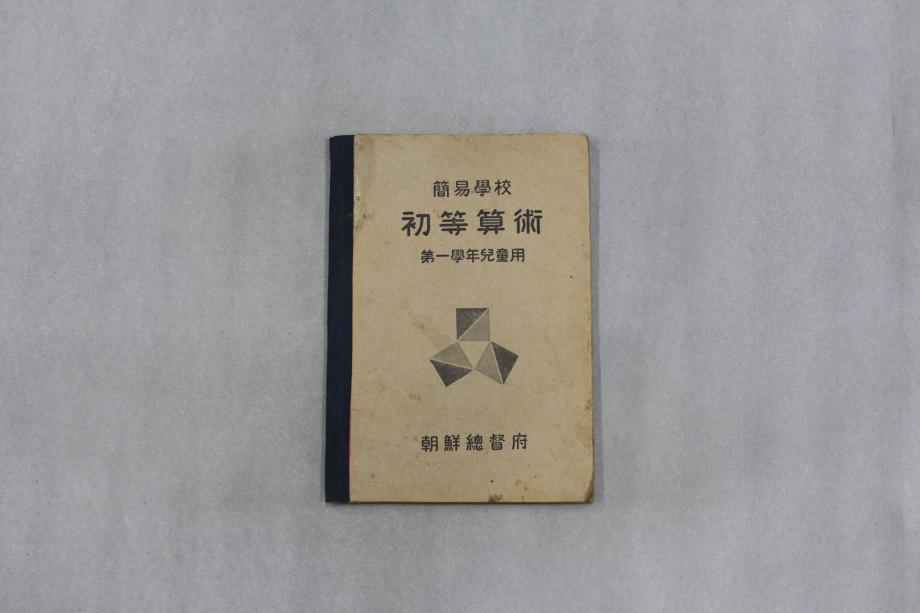 簡易學校
初等算術
第一學年兒童用
朝鮮總督府